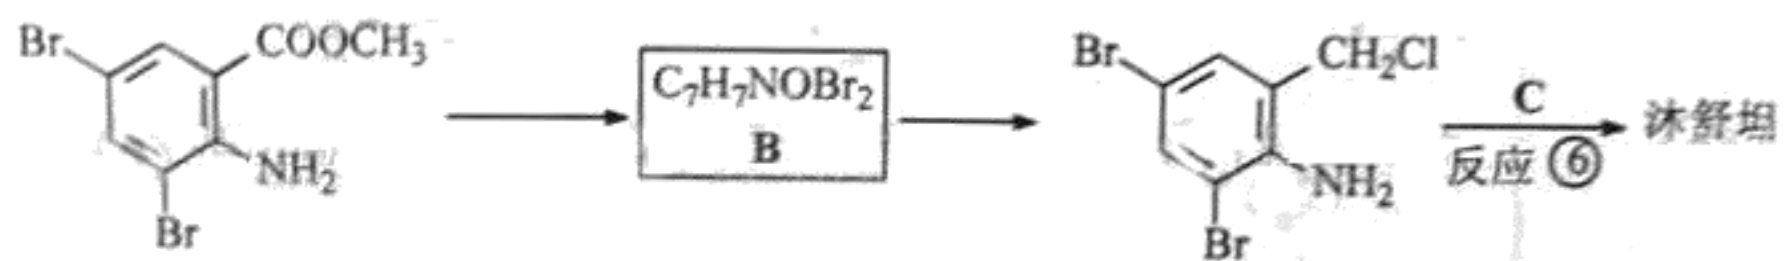 Br COOCH₃ NH₂ Br
C₇H₇NOBr₂
B
Br CH₂Cl NH₂ Br
C
反应⑥
沐舒坦